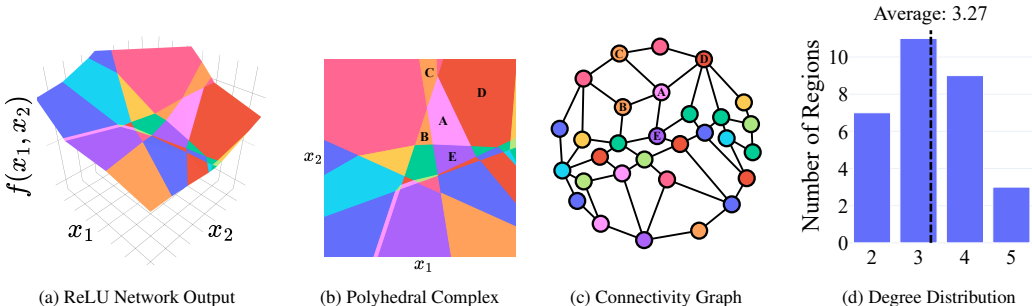 f(x₁, x₂)
x₁
x₂
(a) ReLU Network Output
C
D
A
B
E
x₂
x₁
(b) Polyhedral Complex
C
D
A
B
E
(c) Connectivity Graph
Average: 3.27
Number of Regions
10
8
6
4
2
0
2 3 4 5
(d) Degree Distribution